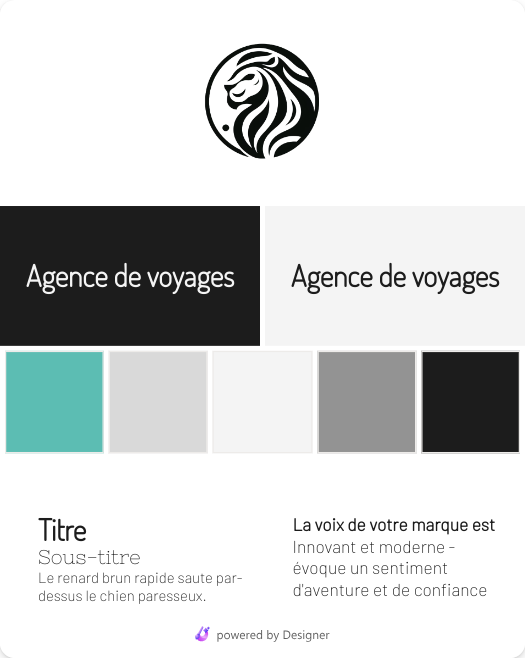 Agence de voyages
Agence de voyages
Titre
Sous-titre
Le renard brun rapide saute par-
dessus le chien paresseux.
La voix de votre marque est
Innovant et moderne -
évoque un sentiment
d'aventure et de confiance
powered by Designer